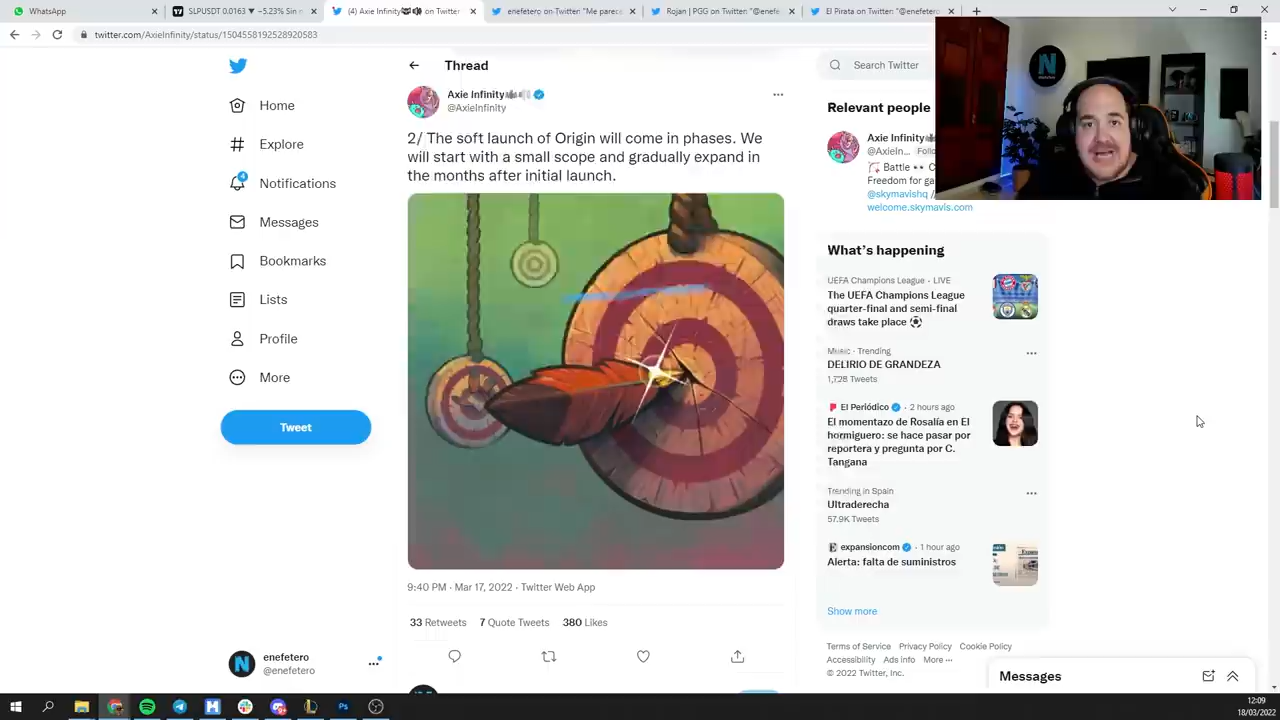 WhatsApp
SLPUSDT 0.0163 ▼ −5.23% Sin n
(4) Axie Infinity on Twitter
enefetero on Twitter: "Me parece
Rojan | PGG on Twitter: "@enefe
El Pirata on Twitter: "@enefetero
twitter.com/AxieInfinity/status/1504558192528920583
Thread
Search Twitter
Axie Infinity
@AxieInfinity
2/ The soft launch of Origin will come in phases. We
will start with a small scope and gradually expand in
the months after initial launch.
9:40 PM · Mar 17, 2022 · Twitter Web App
33 Retweets 7 Quote Tweets 380 Likes
Home
Explore
4
Notifications
Messages
Bookmarks
Lists
Profile
More
Tweet
N
enefetero
@enefetero
Relevant people
Axie Infinity
@AxieIn...
Battle
Freedom for
@skymavishq
welcome.skymavis.com
What's happening
UEFA Champions League · LIVE
The UEFA Champions League
quarter-final and semi-final
draws take place
Music · Trending
DELIRIO DE GRANDEZA
1,728 Tweets
El Periódico · 2 hours ago
El momentazo de Rosalía en El
hormiguero: se hace pasar por
reportera y pregunta por C.
Tangana
Trending in Spain
Ultraderecha
57.9K Tweets
expansioncom · 1 hour ago
Alerta: falta de suministros
Show more
Terms of Service Privacy Policy Cookie Policy
Accessibility Ads info More ···
© 2022 Twitter, Inc.
Messages
N
12:09
18/03/2022